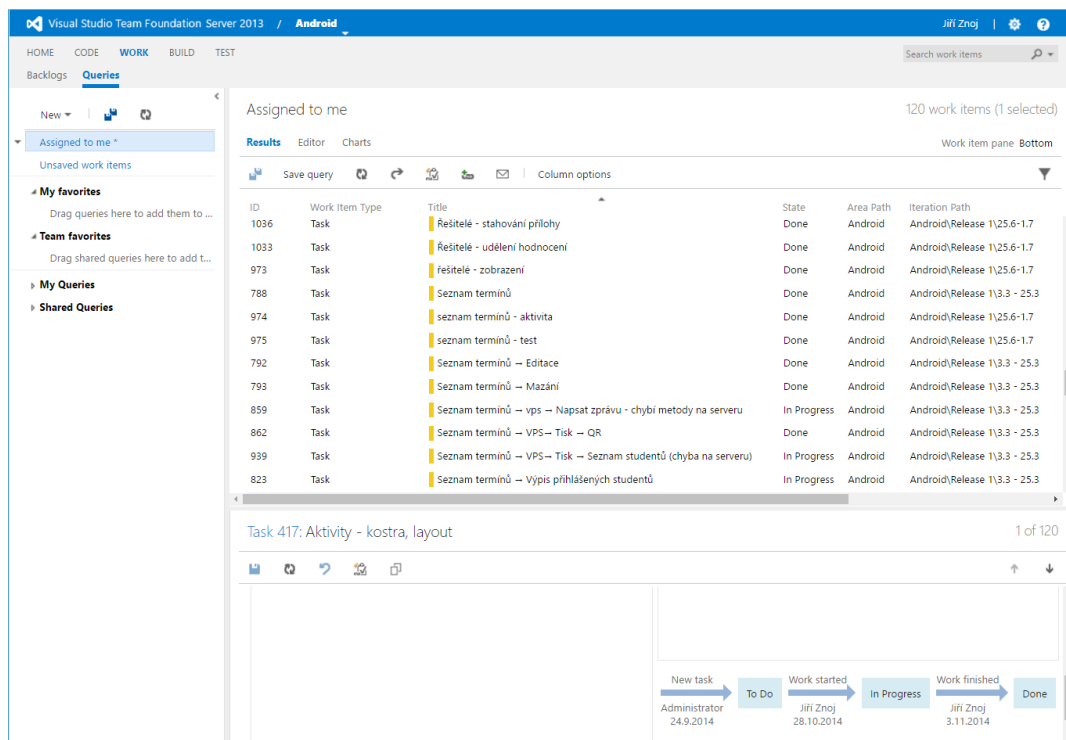 Visual Studio Team Foundation Server 2013 / Android Jiří Znoj
HOME CODE WORK BUILD TEST Search work items
Backlogs Queries
New
Assigned to me *
Unsaved work items
My favorites
Drag queries here to add them to ...
Team favorites
Drag shared queries here to add t...
My Queries
Shared Queries
Assigned to me 120 work items (1 selected)
Results Editor Charts Work item pane Bottom
Save query Column options
ID Work Item Type Title State Area Path Iteration Path
1036 Task Řešitelé - stahování přílohy Done Android Android\Release 1\25.6-1.7
1033 Task Řešitelé - udělení hodnocení Done Android Android\Release 1\25.6-1.7
973 Task řešitelé - zobrazení Done Android Android\Release 1\25.6-1.7
788 Task Seznam termínů Done Android Android\Release 1\3.3 - 25.3
974 Task seznam termínů - aktivita Done Android Android\Release 1\25.6-1.7
975 Task seznam termínů - test Done Android Android\Release 1\25.6-1.7
792 Task Seznam termínů → Editace Done Android Android\Release 1\3.3 - 25.3
793 Task Seznam termínů → Mazání Done Android Android\Release 1\3.3 - 25.3
859 Task Seznam termínů → vps → Napsat zprávu - chybí metody na serveru In Progress Android Android\Release 1\3.3 - 25.3
862 Task Seznam termínů → VPS→ Tisk → QR Done Android Android\Release 1\3.3 - 25.3
939 Task Seznam termínů → VPS→ Tisk → Seznam studentů (chyba na serveru) In Progress Android Android\Release 1\3.3 - 25.3
823 Task Seznam termínů → Výpis přihlášených studentů In Progress Android Android\Release 1\3.3 - 25.3
Task 417: Aktivity - kostra, layout 1 of 120
New task Work started Work finished
To Do In Progress Done
Administrator Jiří Znoj Jiří Znoj
24.9.2014 28.10.2014 3.11.2014